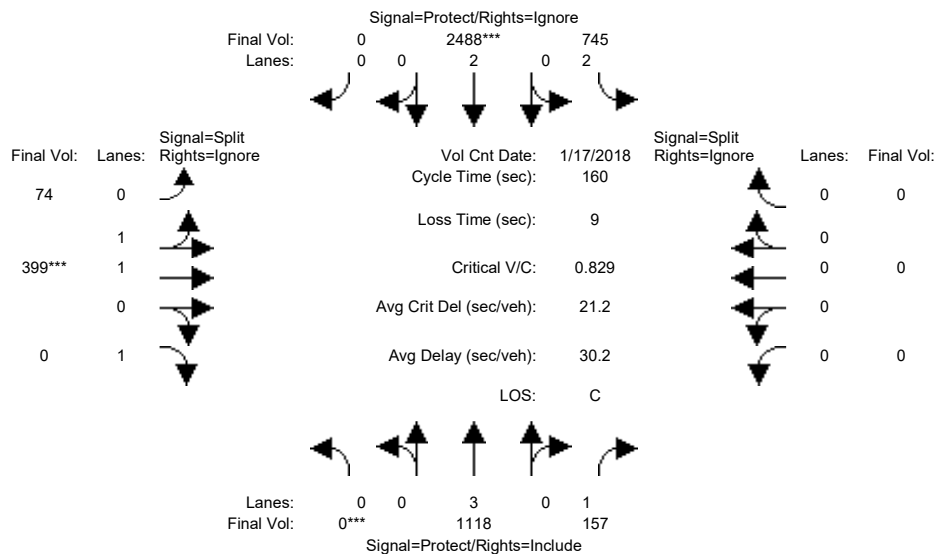 Signal=Protect/Rights=Ignore
Final Vol: 0 2488*** 745
Lanes: 0 0 2 0 2
Signal=Split
Final Vol: Lanes: Rights=Ignore
Vol Cnt Date: 1/17/2018
Signal=Split
Rights=Ignore Lanes: Final Vol:
74 0
Cycle Time (sec): 160
0 0
1
Loss Time (sec): 9
0
399*** 1
Critical V/C: 0.829
0 0
0
Avg Crit Del (sec/veh): 21.2
0
0 1
Avg Delay (sec/veh): 30.2
0 0
LOS: C
Lanes: 0 0 3 0 1
Final Vol: 0*** 1118 157
Signal=Protect/Rights=Include